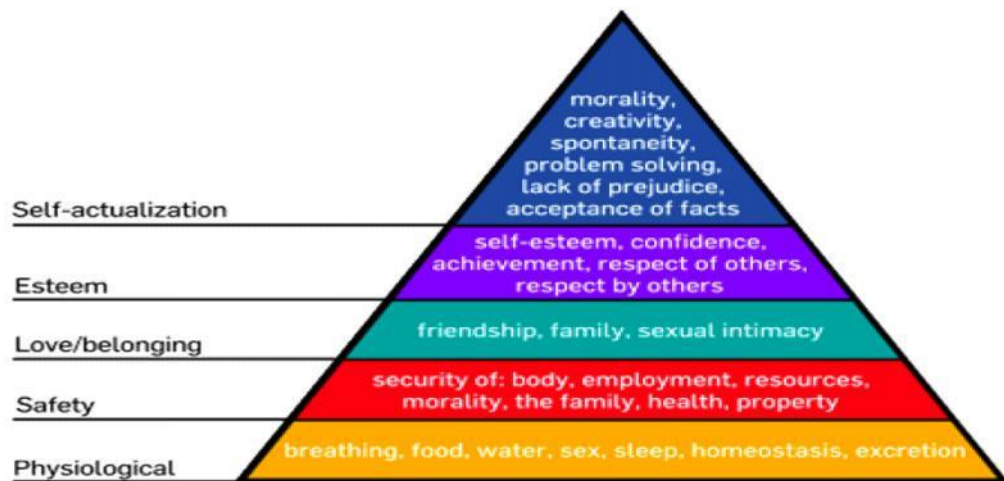 morality,
creativity,
spontaneity,
problem solving,
lack of prejudice,
acceptance of facts
Self-actualization
self-esteem, confidence,
achievement, respect of others,
respect by others
Esteem
friendship, family, sexual intimacy
Love/belonging
security of: body, employment, resources,
morality, the family, health, property
Safety
breathing, food, water, sex, sleep, homeostasis, excretion
Physiological